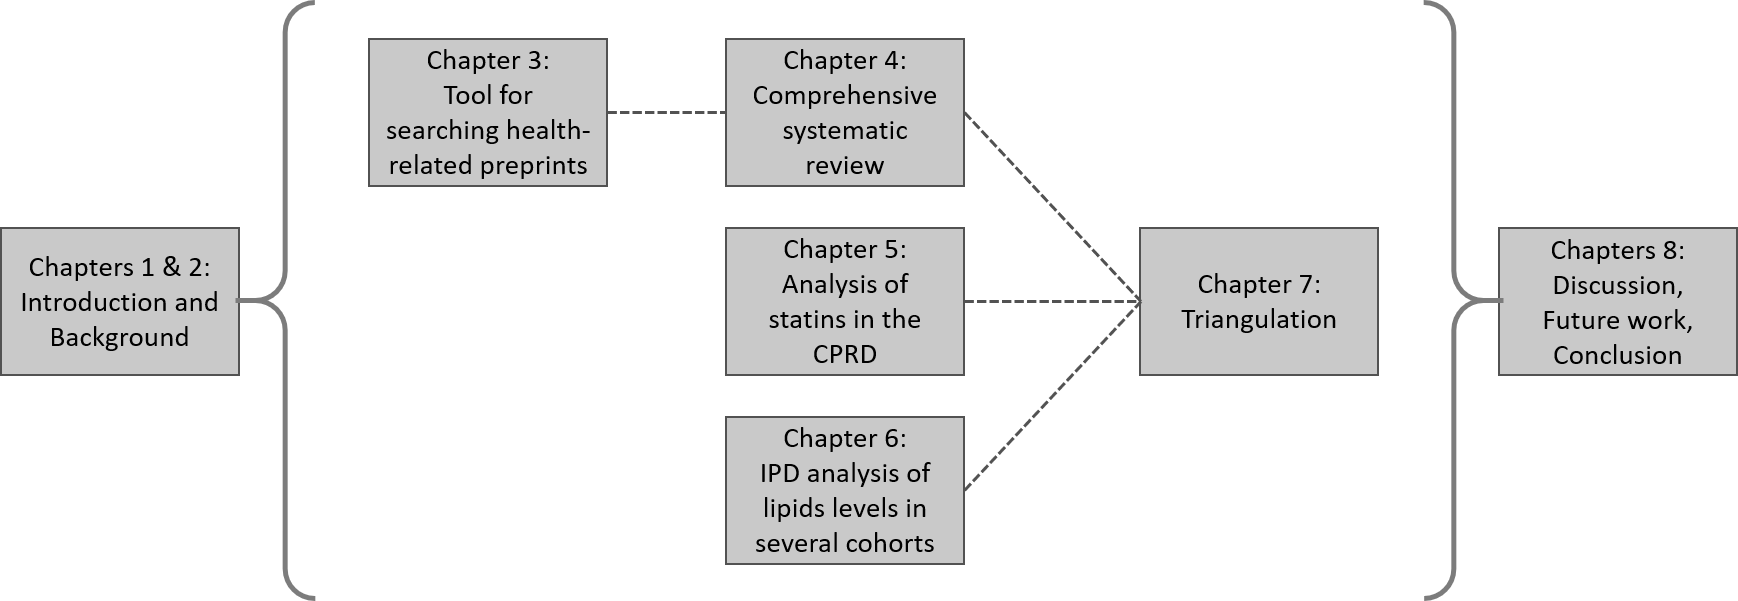 Chapters 1 & 2:
Introduction and
Background
Chapter 3:
Tool for
searching health-
related preprints
Chapter 4:
Comprehensive
systematic
review
Chapter 5:
Analysis of
statins in the
CPRD
Chapter 6:
IPD analysis of
lipids levels in
several cohorts
Chapter 7:
Triangulation
Chapters 8:
Discussion,
Future work,
Conclusion